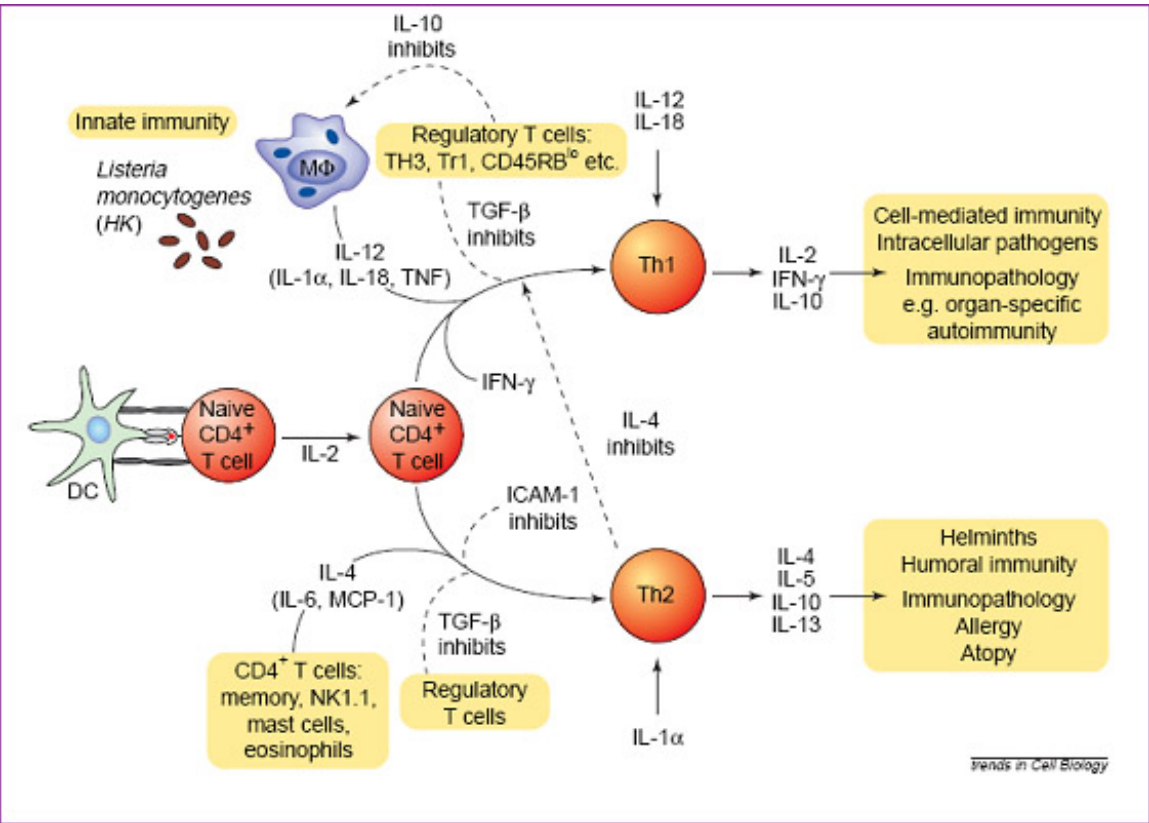 IL-10
inhibits
Innate immunity
Listeria
monocytogenes
(HK)
MΦ
Regulatory T cells:
TH3, Tr1, CD45RB^lo etc.
IL-12
IL-18
TGF-β
inhibits
IL-12
(IL-1α, IL-18, TNF)
Th1
IL-2
IFN-γ
IL-10
Cell-mediated immunity
Intracellular pathogens
Immunopathology
e.g. organ-specific
autoimmunity
IFN-γ
DC
Naive
CD4⁺
T cell
IL-2
Naive
CD4⁺
T cell
IL-4
inhibits
ICAM-1
inhibits
IL-4
(IL-6, MCP-1)
TGF-β
inhibits
Th2
IL-4
IL-5
IL-10
IL-13
Helminths
Humoral immunity
Immunopathology
Allergy
Atopy
CD4⁺ T cells:
memory, NK1.1,
mast cells,
eosinophils
Regulatory
T cells
IL-1α
trends in Cell Biology